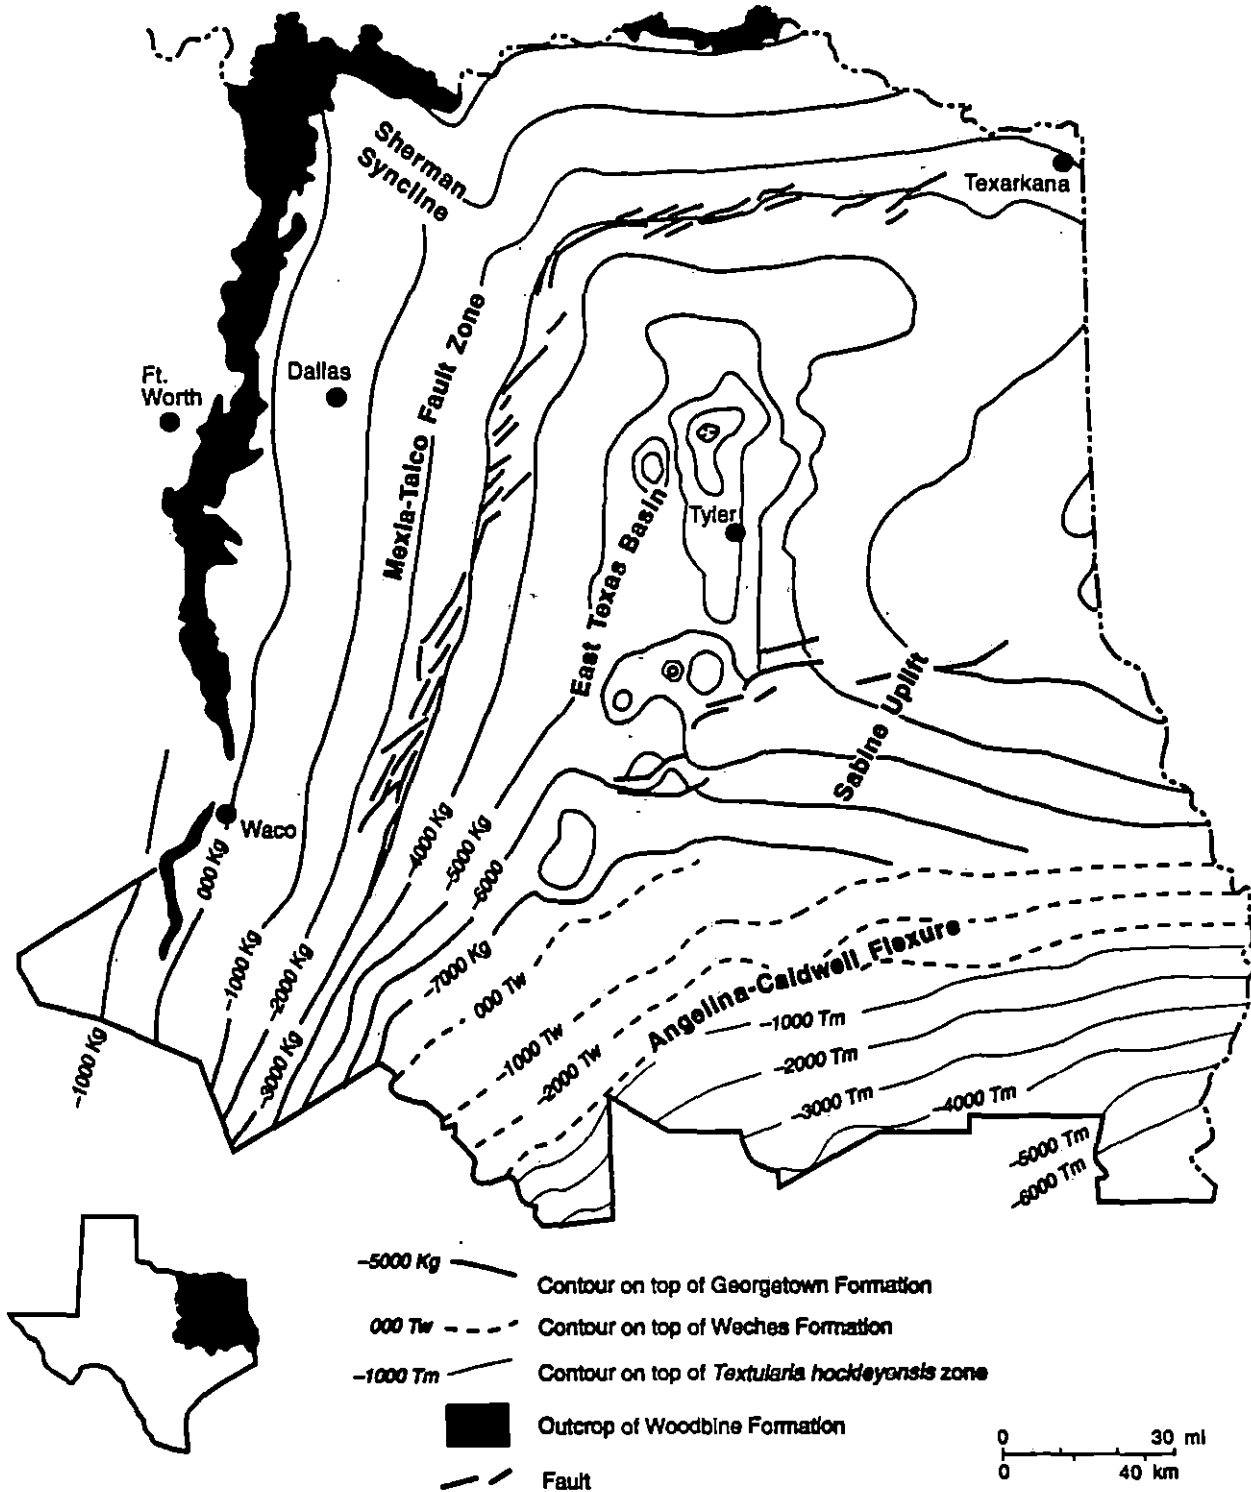 Sherman
Syncline
Texarkana
Mexia-Talco Fault Zone
Ft.
Worth
Dallas
Tyler
East Texas Basin
Sabine Uplift
Waco
000 Kg
-4000 Kg
-5000 Kg
-6000
-7000 Kg
-1000 Kg
-2000 Kg
-3000 Kg
-1000 Kg
000 Tw
-1000 Tw
-2000 Tw
Angelina-Caldwell Flexure
-1000 Tm
-2000 Tm
-3000 Tm
-4000 Tm
-5000 Tm
-6000 Tm
-5000 Kg Contour on top of Georgetown Formation
000 Tw Contour on top of Weches Formation
-1000 Tm Contour on top of Textularia hockleyensis zone
Outcrop of Woodbine Formation
Fault
0 30 mi
0 40 km